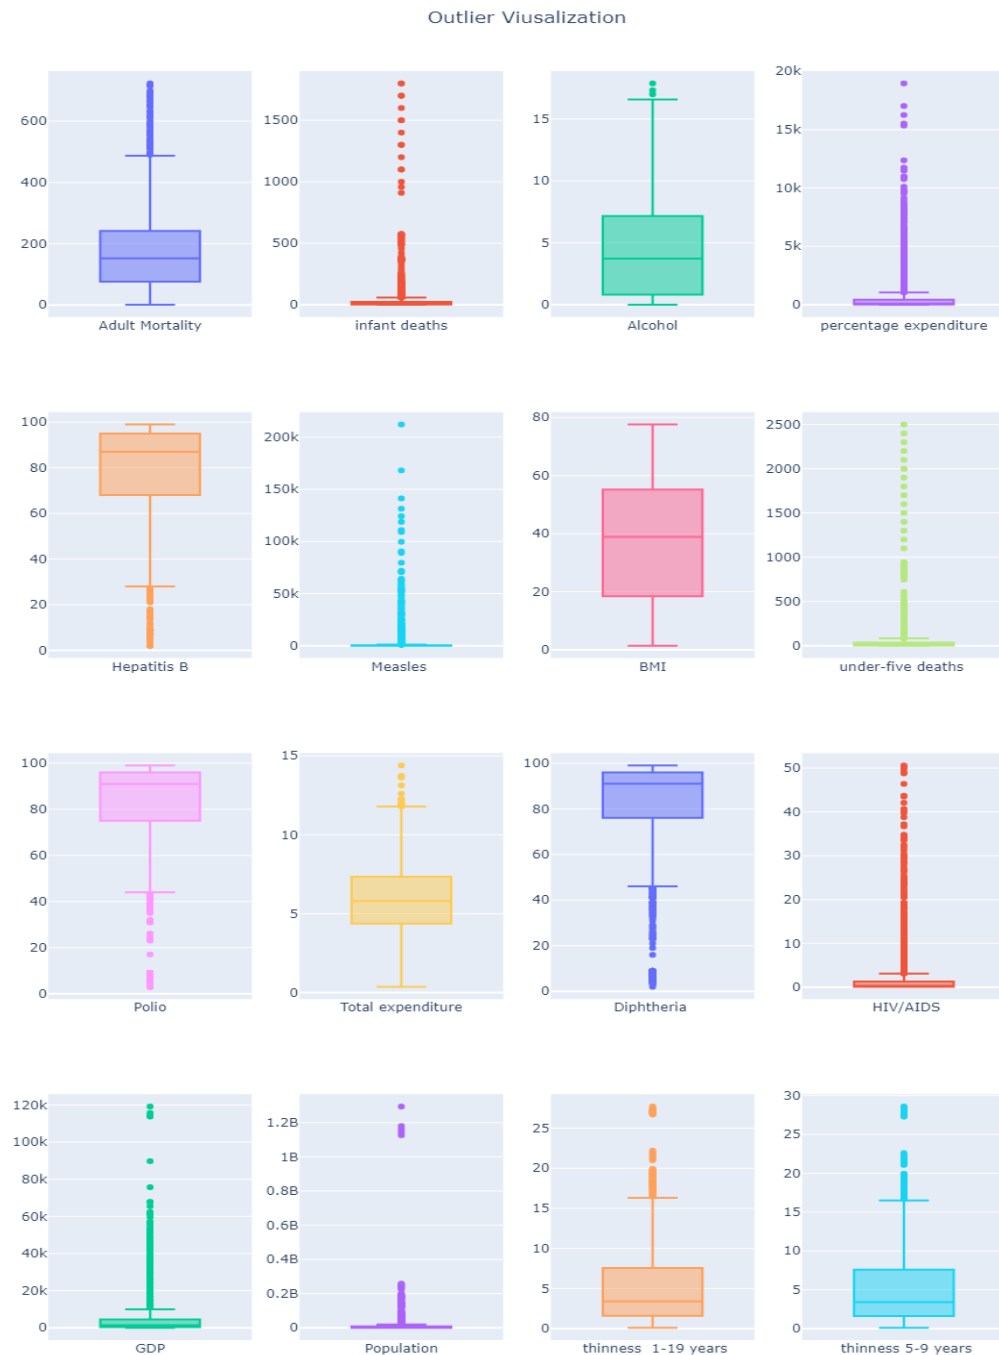 Outlier Viusalization
600
400
200
0
Adult Mortality
1500
1000
500
0
infant deaths
15
10
5
0
Alcohol
20k
15k
10k
5k
0
percentage expenditure
100
80
60
40
20
0
Hepatitis B
200k
150k
100k
50k
0
Measles
80
60
40
20
0
BMI
2500
2000
1500
1000
500
0
under-five deaths
100
80
60
40
20
0
Polio
15
10
5
0
Total expenditure
100
80
60
40
20
0
Diphtheria
50
40
30
20
10
0
HIV/AIDS
120k
100k
80k
60k
40k
20k
0
GDP
1.2B
1B
0.8B
0.6B
0.4B
0.2B
0
Population
25
20
15
10
5
0
thinness  1-19 years
30
25
20
15
10
5
0
thinness 5-9 years